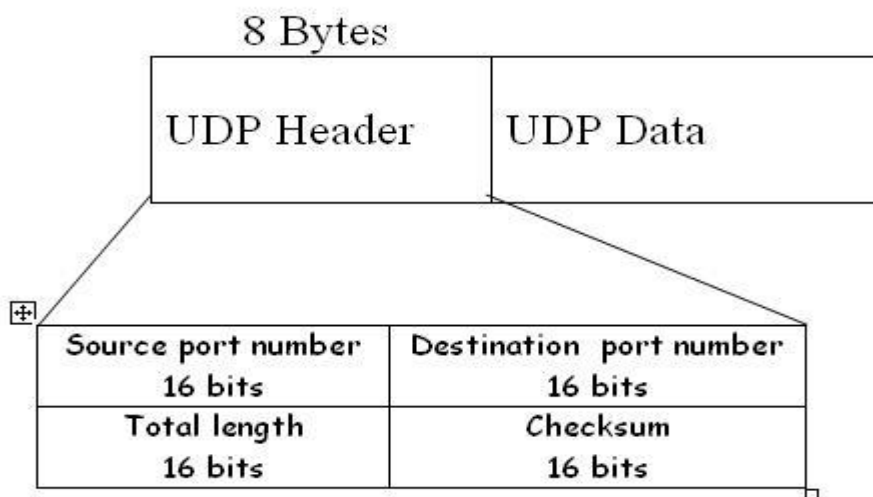 8 Bytes
UDP Header
UDP Data
Source port number
16 bits
Destination port number
16 bits
Total length
16 bits
Checksum
16 bits